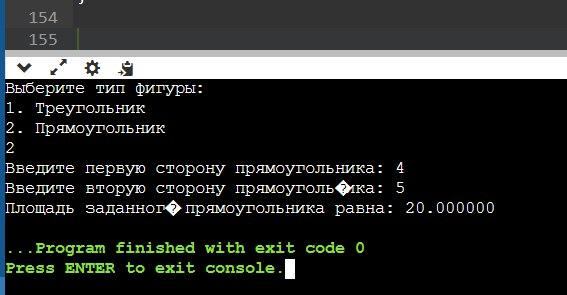 154
155
Выберите тип фигуры:
1. Треугольник
2. Прямоугольник
2
Введите первую сторону прямоугольника: 4
Введите вторую сторону прямоуголь�ика: 5
Площадь заданног� прямоугольника равна: 20.000000
...Program finished with exit code 0
Press ENTER to exit console.